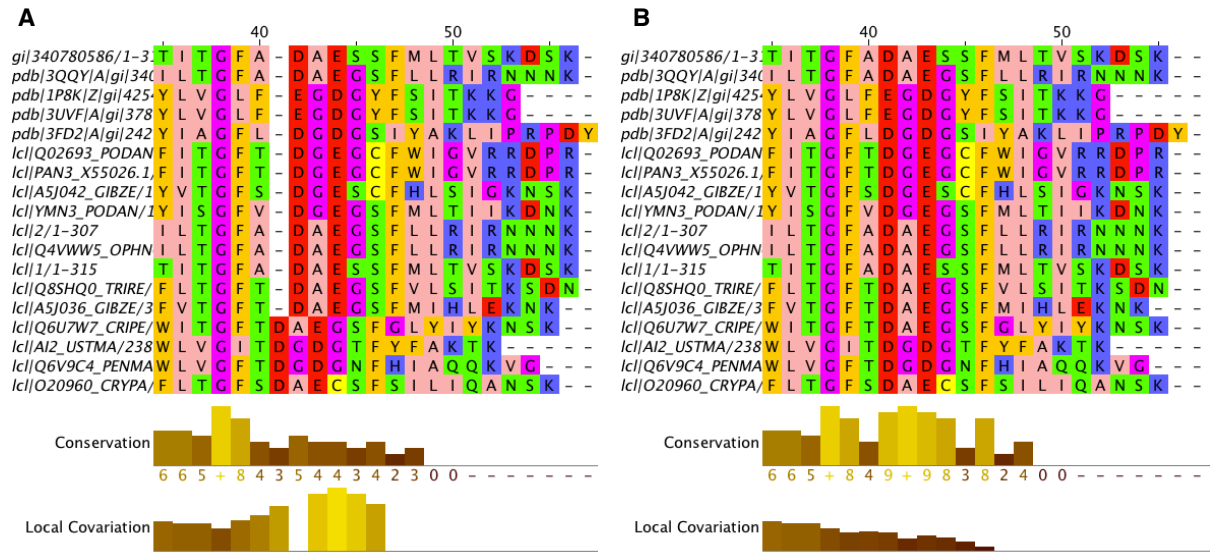 A
40 50
gi|340780586/1-31 T I T G F A - D A E S S F M L T V S K D S K -
pdb|3QQY|A|gi|340 I L T G F A - D A E G S F L L R I R N N N K -
pdb|1P8K|Z|gi|4254 Y L V G L F - E G D G Y F S I T K K G - - - -
pdb|3UVF|A|gi|378 Y L V G L F - E G D G Y F S I T K K G - - - -
pdb|3FD2|A|gi|242 Y I A G F L - D G D G S I Y A K L I P R P D Y
lcl|Q02693_PODAN F I T G F T - D G E G C F W I G V R R D P R -
lcl|PAN3_X55026.1/ F I T G F T - D G E G C F W I G V R R D P R -
lcl|A5J042_GIBZE/1 Y V T G F S - D G E S C F H L S I G K N S K -
lcl|YMN3_PODAN/1 Y I S G F V - D G E G S F M L T I I K D N K -
lcl|2/1-307 I L T G F A - D A E G S F L L R I R N N N K -
lcl|Q4VWW5_OPHN I L T G F A - D A E G S F L L R I R N N N K -
lcl|1/1-315 T I T G F A - D A E S S F M L T V S K D S K -
lcl|Q8SHQ0_TRIRE/ F L T G F T - D A E G S F V L S I T K S D N -
lcl|A5J036_GIBZE/3 F V T G F T - D A E G S F M I H L E K N K - -
lcl|Q6U7W7_CRIPE/ W I T G F T D A E G S F G L Y I Y K N S K - -
lcl|AI2_USTMA/238 W L V G I T D G D G T F Y F A K T K - - - - -
lcl|Q6V9C4_PENMA W L V G F T D G D G N F H I A Q Q K V G - - -
lcl|O20960_CRYPA/ F L T G F S D A E C S F S I L I Q A N S K - -
Conservation
6 6 5 + 8 4 3 5 4 4 3 4 2 3 0 0 - - - - - - -
Local Covariation
B
40 50
gi|340780586/1-31 T I T G F A D A E S S F M L T V S K D S K - -
pdb|3QQY|A|gi|340 I L T G F A D A E G S F L L R I R N N N K - -
pdb|1P8K|Z|gi|4254 Y L V G L F E G D G Y F S I T K K G - - - - -
pdb|3UVF|A|gi|378 Y L V G L F E G D G Y F S I T K K G - - - - -
pdb|3FD2|A|gi|242 Y I A G F L D G D G S I Y A K L I P R P D Y -
lcl|Q02693_PODAN F I T G F T D G E G C F W I G V R R D P R - -
lcl|PAN3_X55026.1/ F I T G F T D G E G C F W I G V R R D P R - -
lcl|A5J042_GIBZE/1 Y V T G F S D G E S C F H L S I G K N S K - -
lcl|YMN3_PODAN/1 Y I S G F V D G E G S F M L T I I K D N K - -
lcl|2/1-307 I L T G F A D A E G S F L L R I R N N N K - -
lcl|Q4VWW5_OPHN I L T G F A D A E G S F L L R I R N N N K - -
lcl|1/1-315 T I T G F A D A E S S F M L T V S K D S K - -
lcl|Q8SHQ0_TRIRE/ F L T G F T D A E G S F V L S I T K S D N - -
lcl|A5J036_GIBZE/3 F V T G F T D A E G S F M I H L E K N K - - -
lcl|Q6U7W7_CRIPE/ W I T G F T D A E G S F G L Y I Y K N S K - -
lcl|AI2_USTMA/238 W L V G I T D G D G T F Y F A K T K - - - - -
lcl|Q6V9C4_PENMA W L V G F T D G D G N F H I A Q Q K V G - - -
lcl|O20960_CRYPA/ F L T G F S D A E C S F S I L I Q A N S K - -
Conservation
6 6 5 + 8 4 9 + 9 8 3 8 2 4 0 0 - - - - - - -
Local Covariation